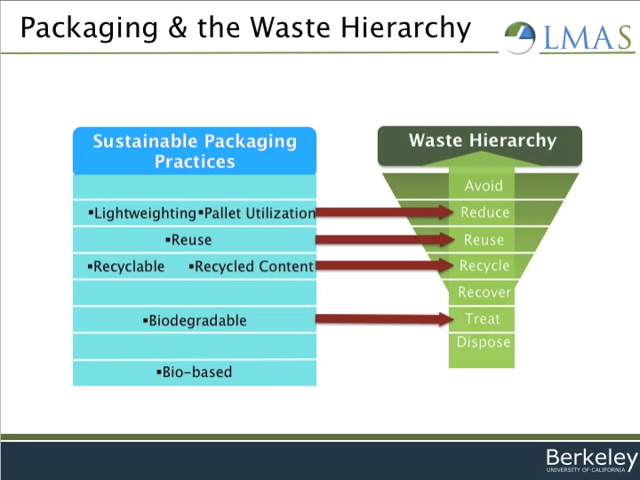 Packaging & the Waste Hierarchy
LMAS
Sustainable Packaging
Practices
Waste Hierarchy
Avoid
▪Lightweighting▪Pallet Utilization
Reduce
▪Reuse
Reuse
▪Recyclable ▪Recycled Content
Recycle
Recover
▪Biodegradable
Treat
Dispose
▪Bio-based
Berkeley
UNIVERSITY OF CALIFORNIA